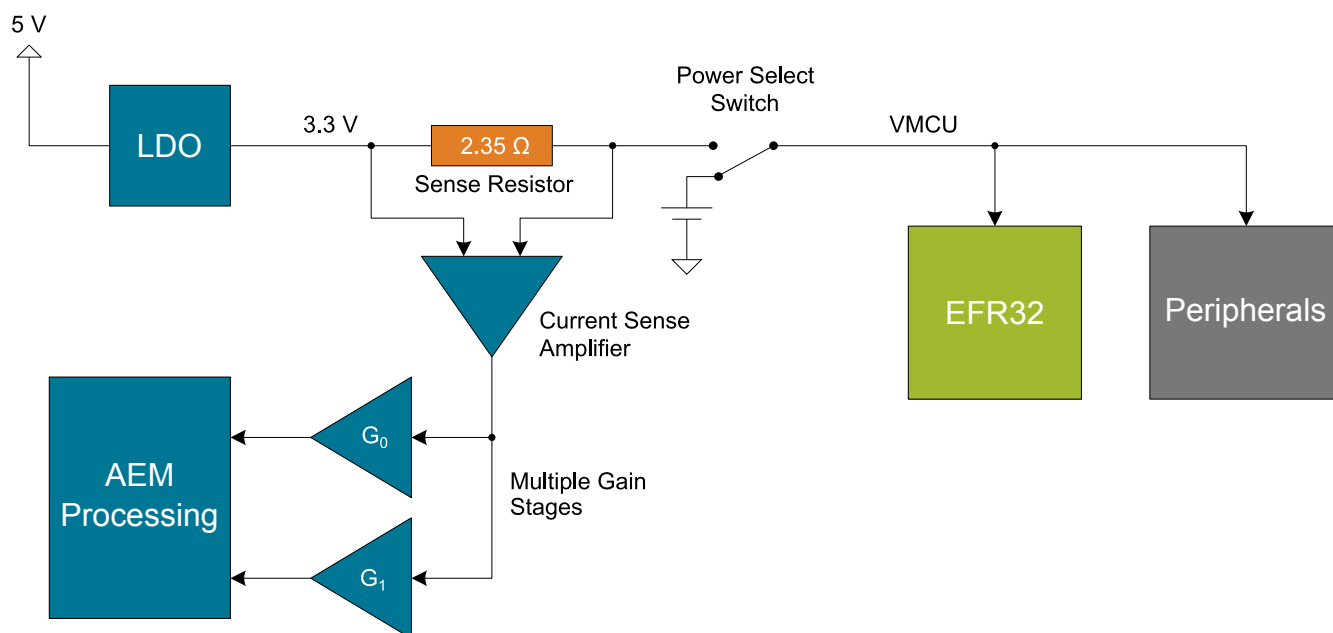 5 V
LDO
3.3 V
2.35 Ω
Sense Resistor
Power Select
Switch
VMCU
EFR32
Peripherals
Current Sense
Amplifier
AEM
Processing
G₀
Multiple Gain
Stages
G₁